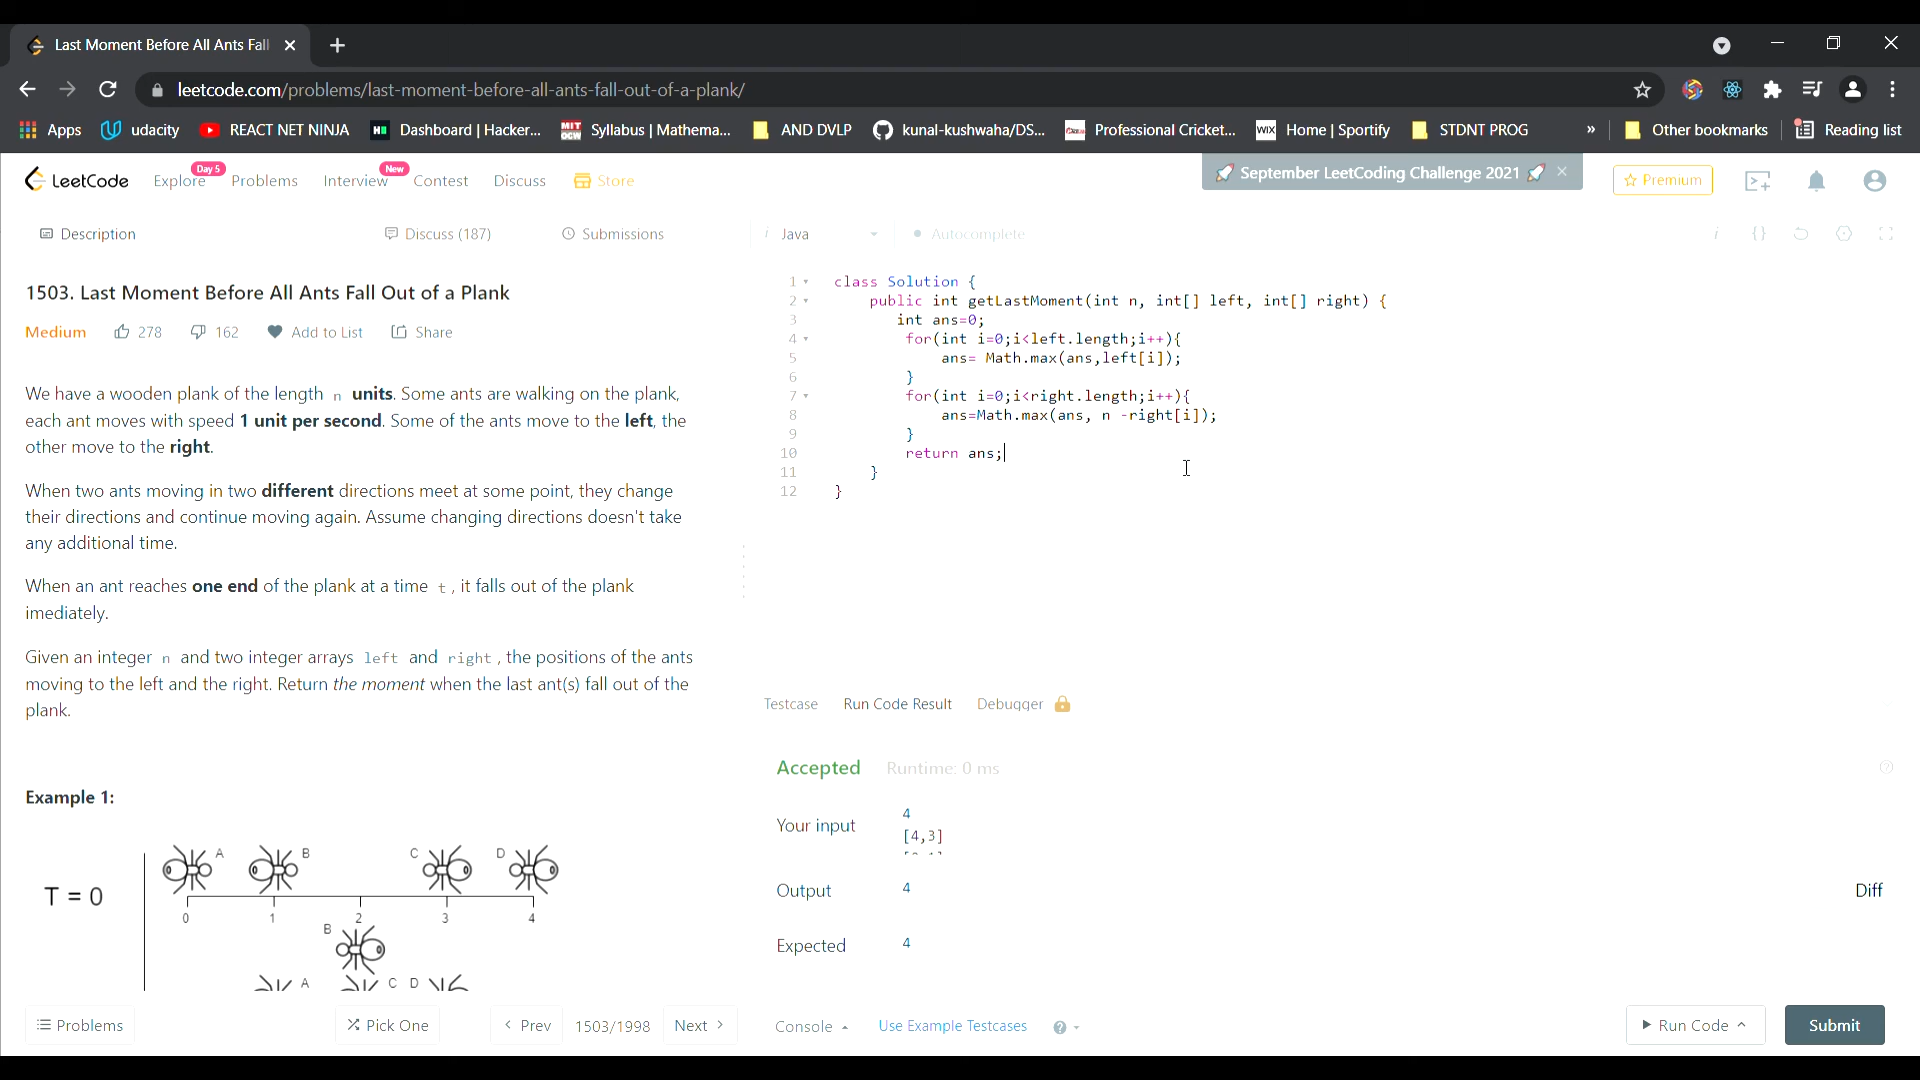 Last Moment Before All Ants Fall
leetcode.com/problems/last-moment-before-all-ants-fall-out-of-a-plank/
Apps udacity REACT NET NINJA Dashboard | Hacker... Syllabus | Mathema... AND DVLP kunal-kushwaha/DS... Professional Cricket... Home | Sportify STDNT PROG » Other bookmarks Reading list
LeetCode Explore Day 5 Problems Interview New Contest Discuss Store September LeetCoding Challenge 2021 Premium
Description Discuss (187) Submissions i Java Autocomplete
1503. Last Moment Before All Ants Fall Out of a Plank
Medium 278 162 Add to List Share
We have a wooden plank of the length n units. Some ants are walking on the plank,
each ant moves with speed 1 unit per second. Some of the ants move to the left, the
other move to the right.
When two ants moving in two different directions meet at some point, they change
their directions and continue moving again. Assume changing directions doesn't take
any additional time.
When an ant reaches one end of the plank at a time t, it falls out of the plank
imediately.
Given an integer n and two integer arrays left and right, the positions of the ants
moving to the left and the right. Return the moment when the last ant(s) fall out of the
plank.
Example 1:
A B C D
T = 0
0 1 2 3 4
B
A C D
Problems Pick One Prev 1503/1998 Next
1 class Solution {
2 public int getLastMoment(int n, int[] left, int[] right) {
3 int ans=0;
4 for(int i=0;i<left.length;i++){
5 ans= Math.max(ans,left[i]);
6 }
7 for(int i=0;i<right.length;i++){
8 ans=Math.max(ans, n -right[i]);
9 }
10 return ans;
11 }
12 }
Testcase Run Code Result Debugger
Accepted Runtime: 0 ms
Your input 4
[4,3]
Output 4 Diff
Expected 4
Console Use Example Testcases Run Code Submit